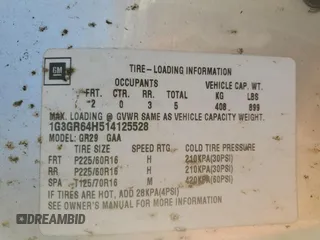 GM
TIRE-LOADING INFORMATION
OCCUPANTS VEHICLE CAP. WT.
FRT. CTR. RR. TOTAL KG LBS
2 0 3 5 408 899
MAX. LOADING @ GVWR SAME AS VEHICLE CAPACITY WEIGHT.
1G3GR64H514125528
MODEL: GR29 GAA
TIRE SIZE SPEED RTG. COLD TIRE PRESSURE
FRT P225/60R16 H 210KPA(30PSI)
RR P225/60R16 H 210KPA(30PSI)
SPA T125/70R16 M 420KPA(60PSI)
IF TIRES ARE HOT, ADD 28KPA(4PSI)
SEE OWNER'S MANUAL FOR MORE
DREAMBID